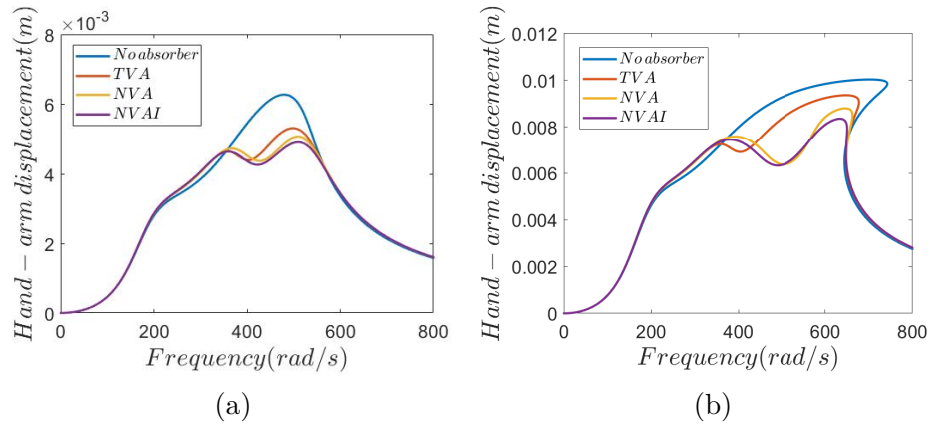 ×10⁻³
8
6
4
2
0
Hand − arm displacement(m)
No absorber
TVA
NVA
NVAI
0 200 400 600 800
Frequency(rad/s)
(a)
0.012
0.01
0.008
0.006
0.004
0.002
0
Hand − arm displacement(m)
No absorber
TVA
NVA
NVAI
0 200 400 600 800
Frequency(rad/s)
(b)